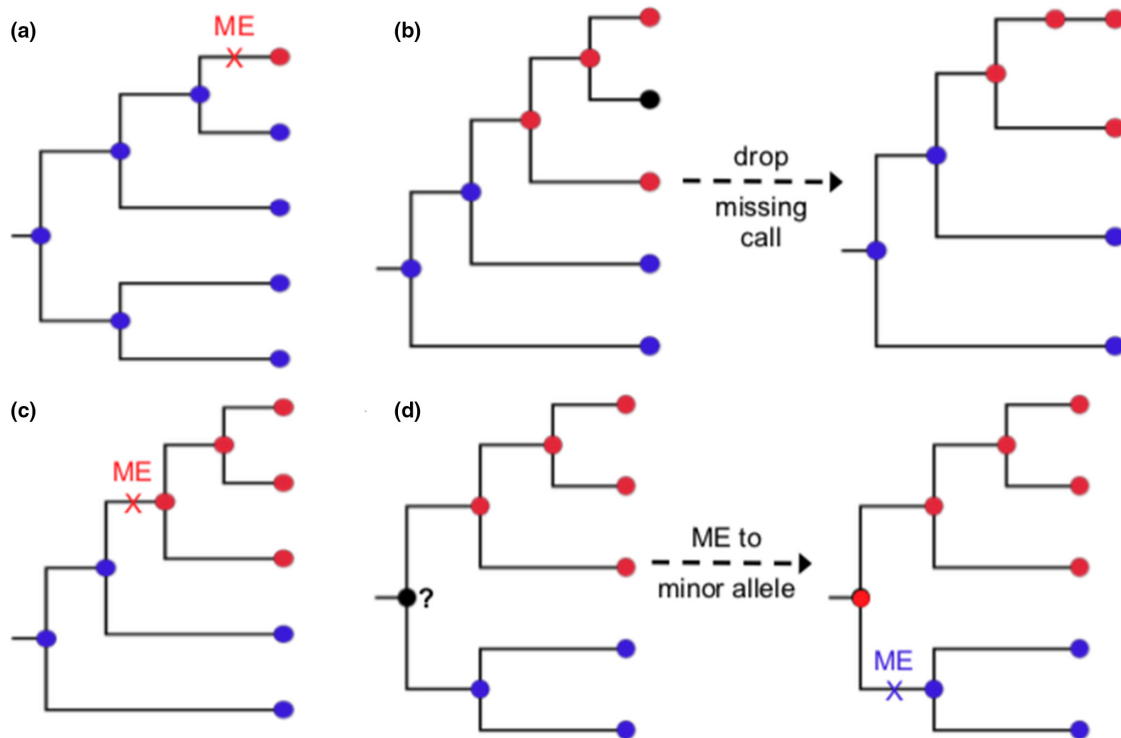 (a)
ME
X
(b)
drop
missing
call
(c)
ME
X
(d)
?
ME to
minor allele
ME
X